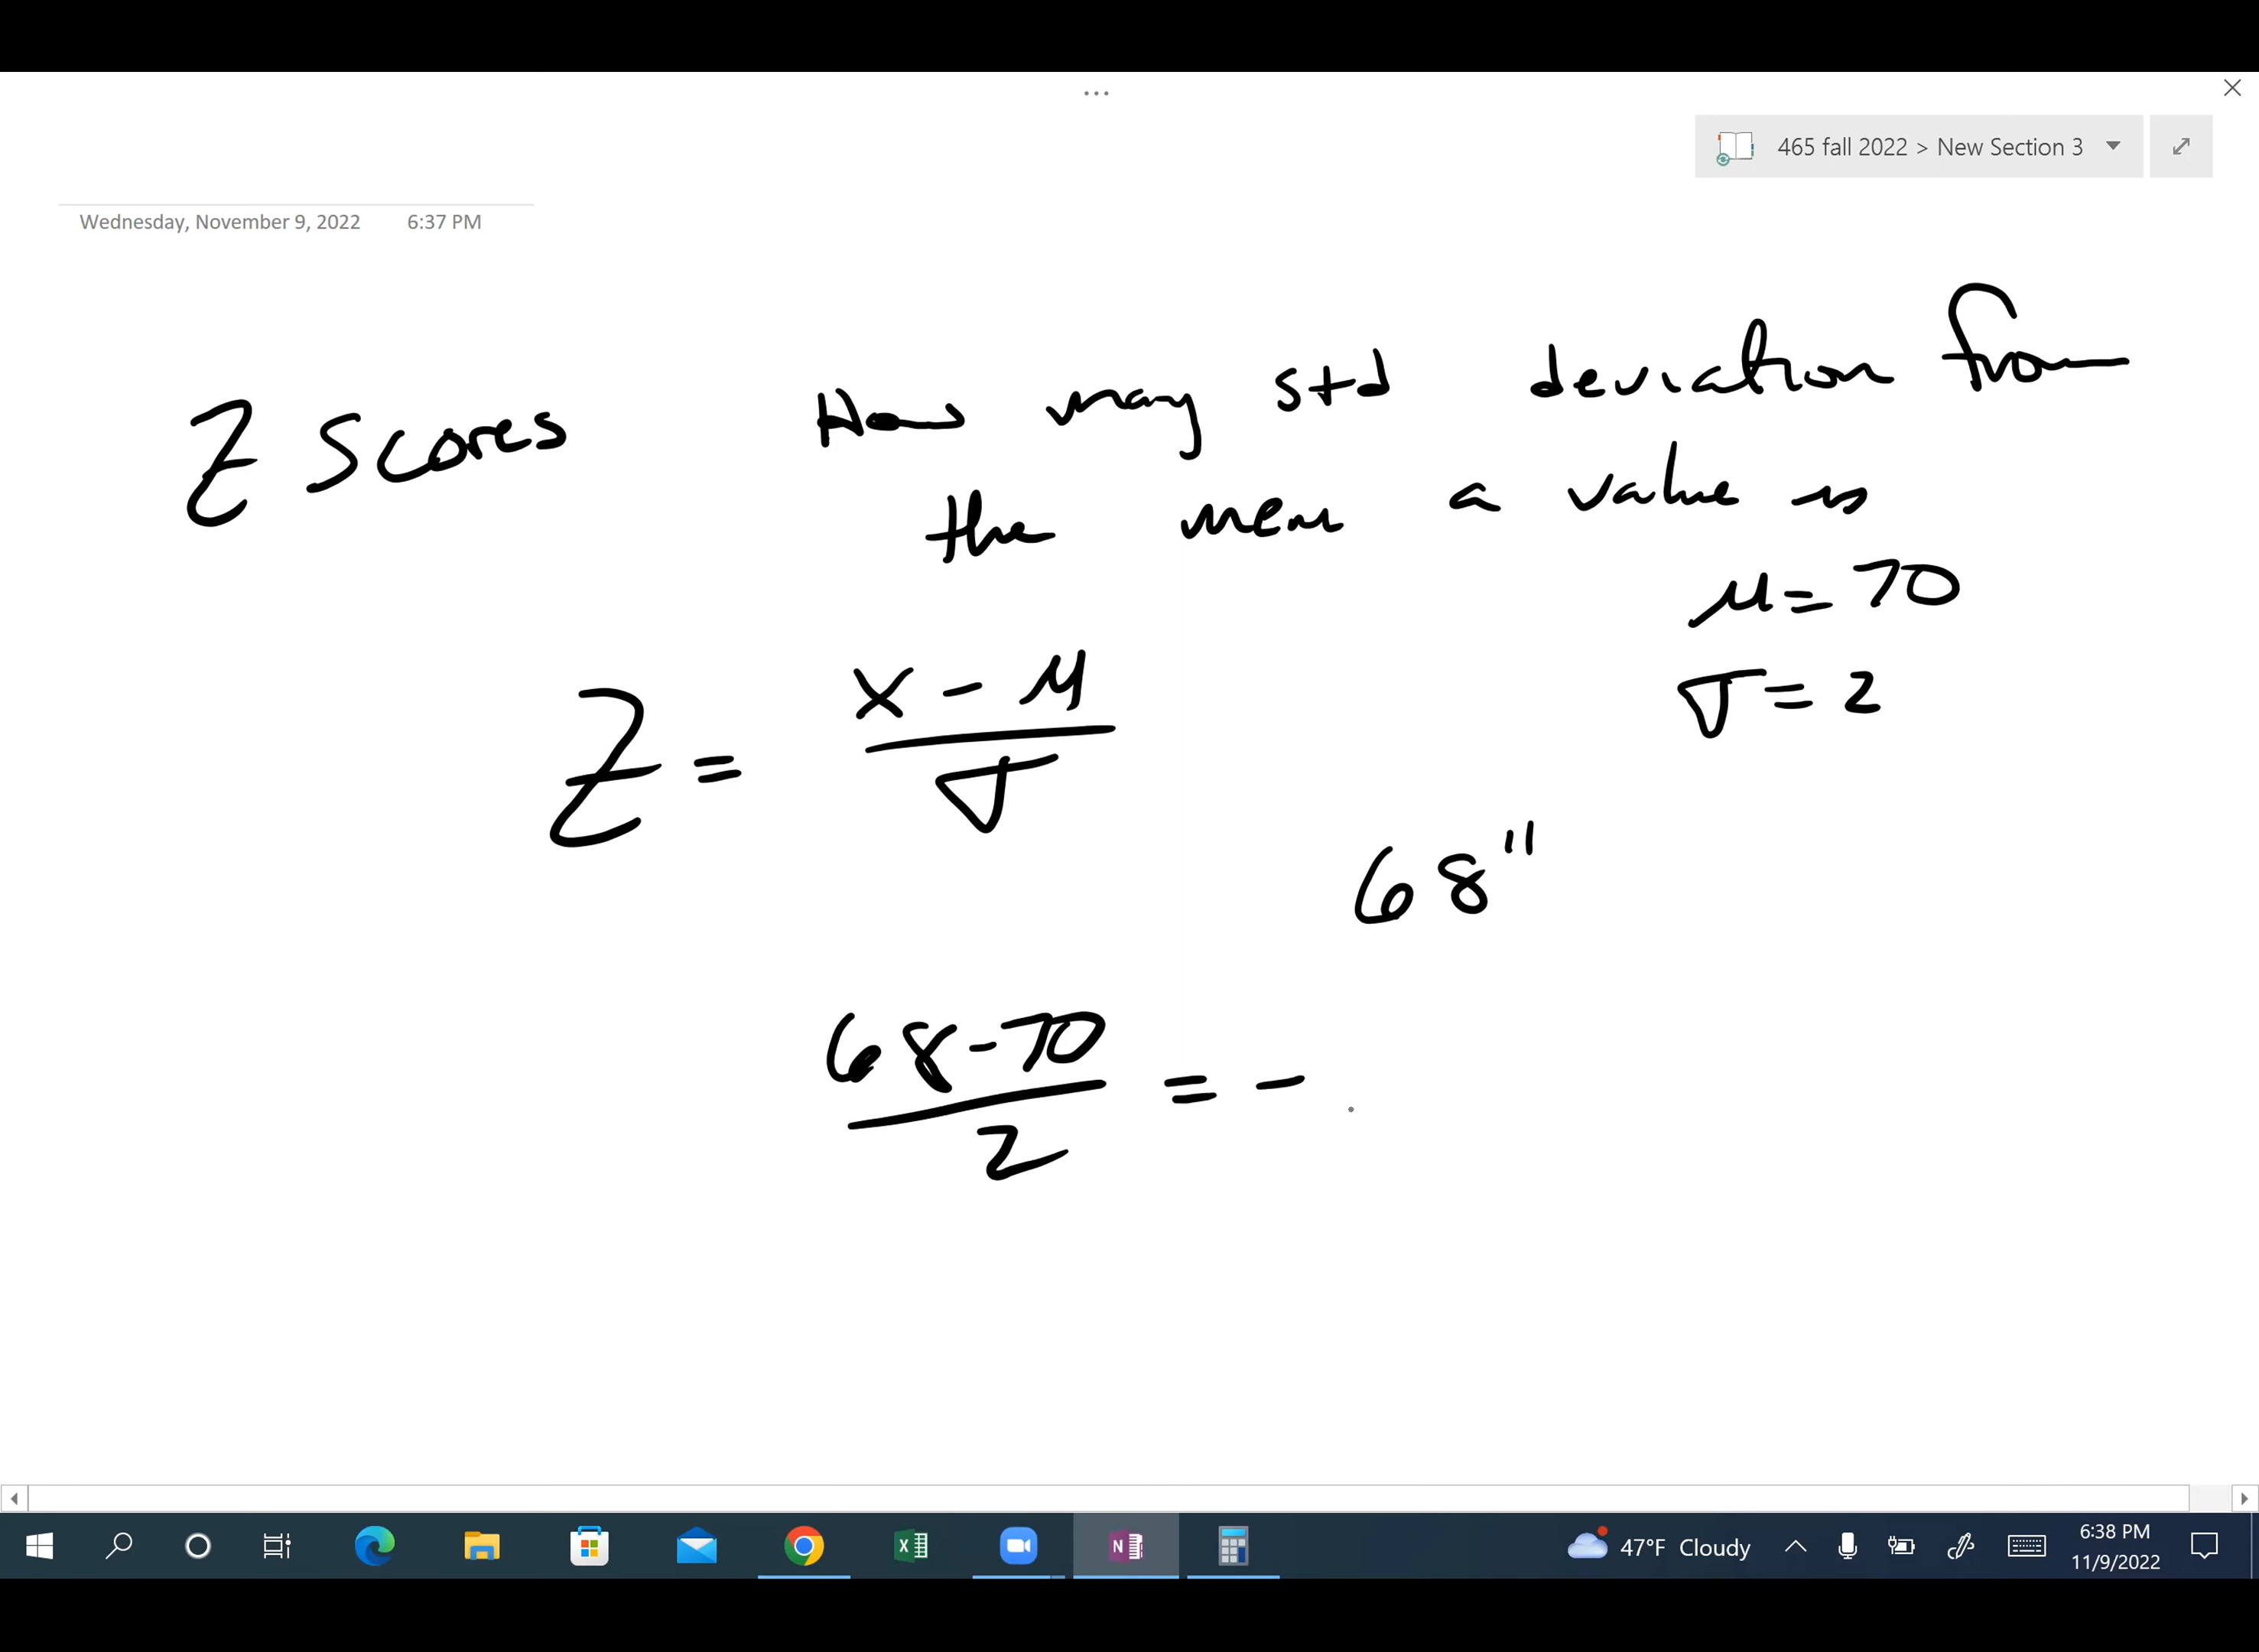 ...
465 fall 2022 > New Section 3
Wednesday, November 9, 2022 6:37 PM
Z Scores
How many std deviation from
the mean a value is
μ = 70
σ = 2
Z = x - μ / σ
68"
68 - 70 / 2 = -
47°F Cloudy
6:38 PM
11/9/2022